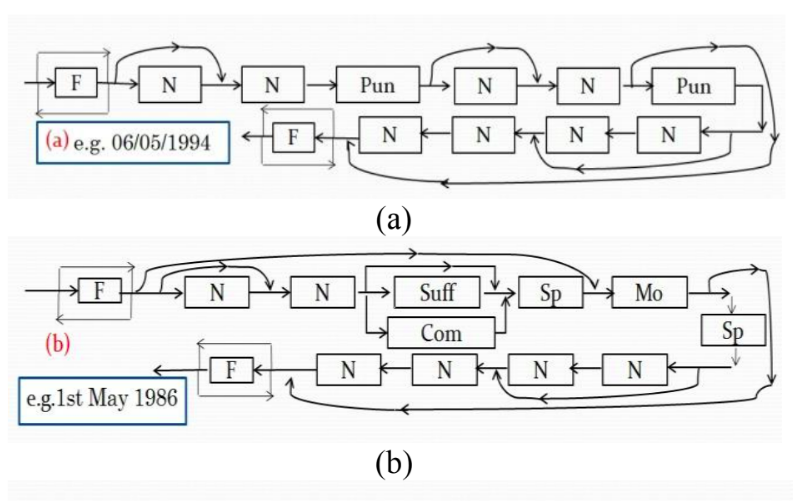 F N N Pun N N Pun
F N N N N
(a) e.g. 06/05/1994
(a)
F N N Suff Sp Mo
Com
Sp
(b)
F N N N N
e.g.1st May 1986
(b)